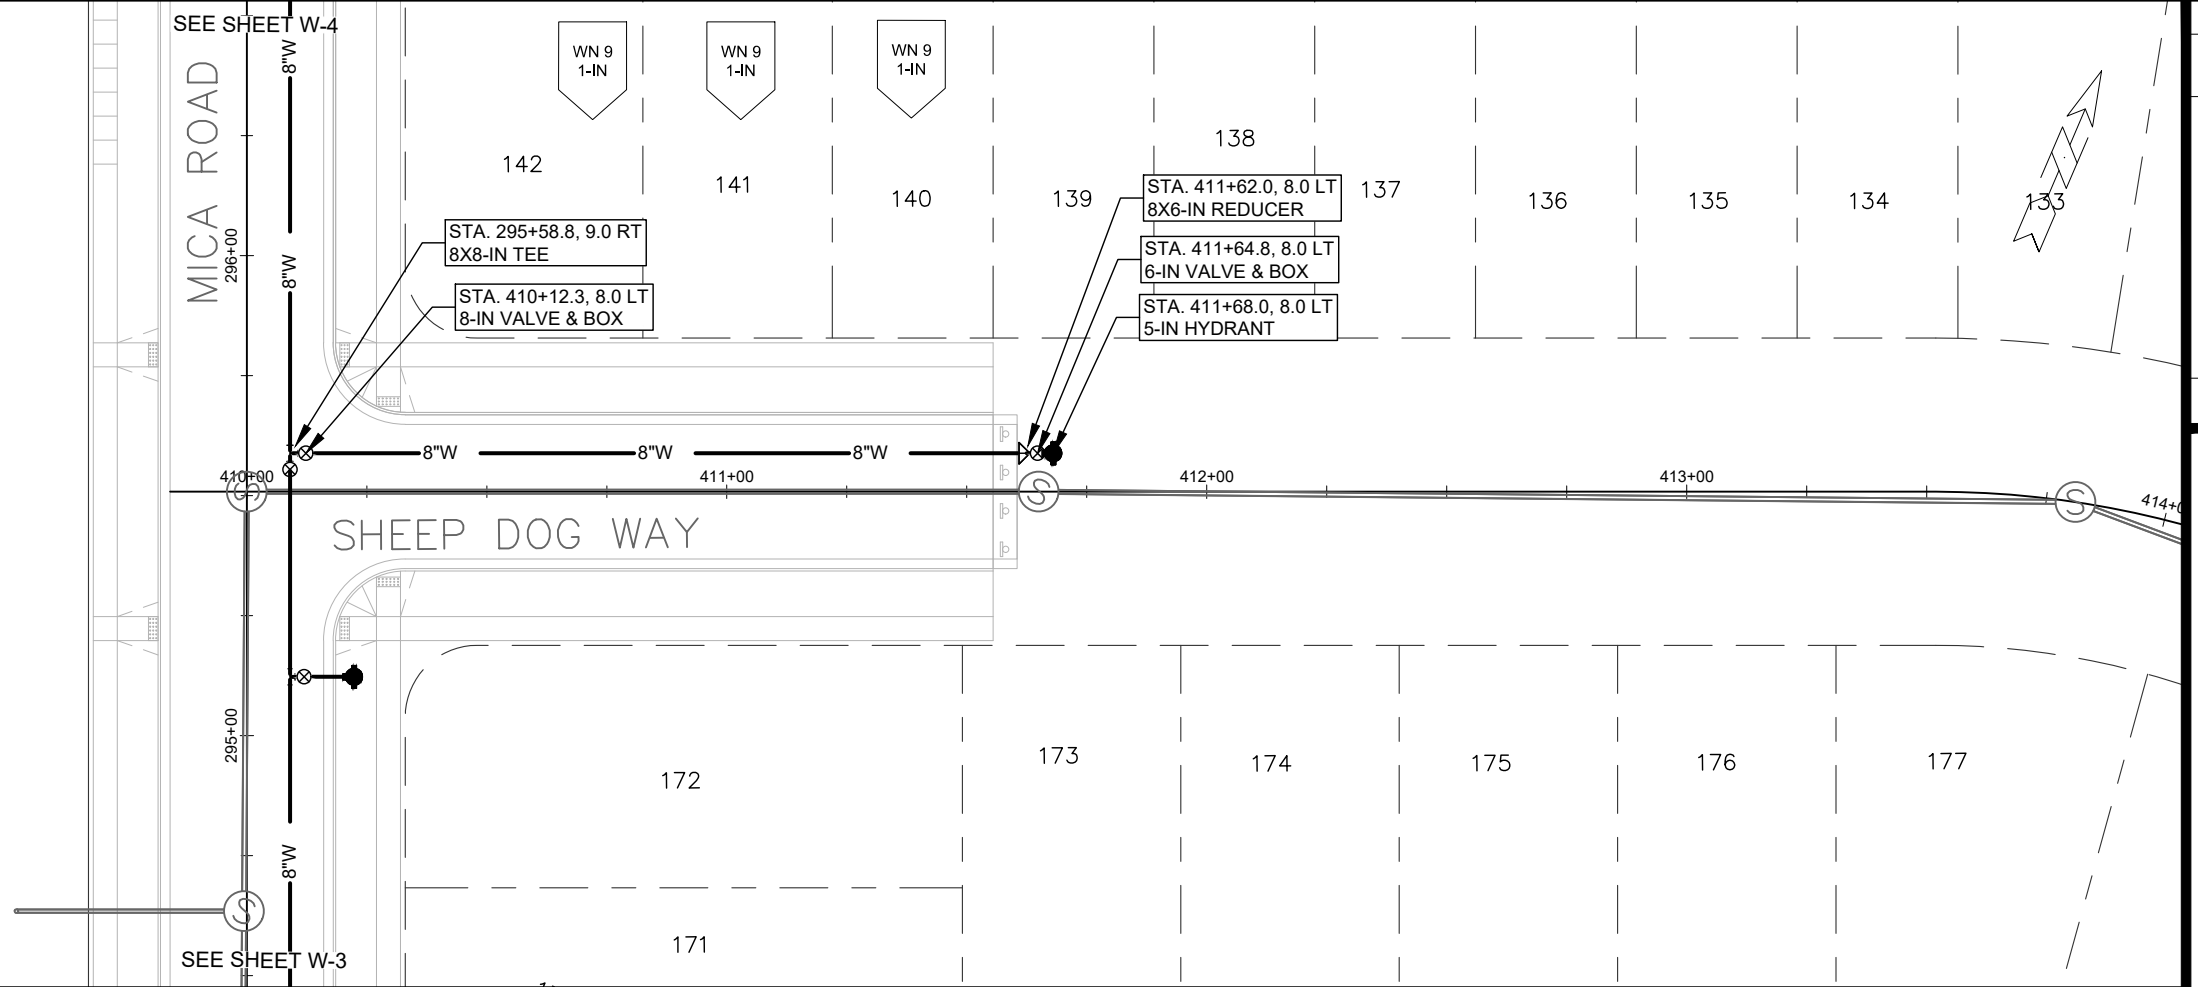 SEE SHEET W-4
8"W
WN 9
1-IN
WN 9
1-IN
WN 9
1-IN
MICA ROAD
296+00
8"W
142
141
140
139
138
137
136
135
134
133
STA. 295+58.8, 9.0 RT
8X8-IN TEE
STA. 410+12.3, 8.0 LT
8-IN VALVE & BOX
STA. 411+62.0, 8.0 LT
8X6-IN REDUCER
STA. 411+64.8, 8.0 LT
6-IN VALVE & BOX
STA. 411+68.0, 8.0 LT
5-IN HYDRANT
8"W
8"W
8"W
410+00
411+00
412+00
413+00
S
S
S
SHEEP DOG WAY
295+00
172
173
174
175
176
177
8"W
S
171
SEE SHEET W-3